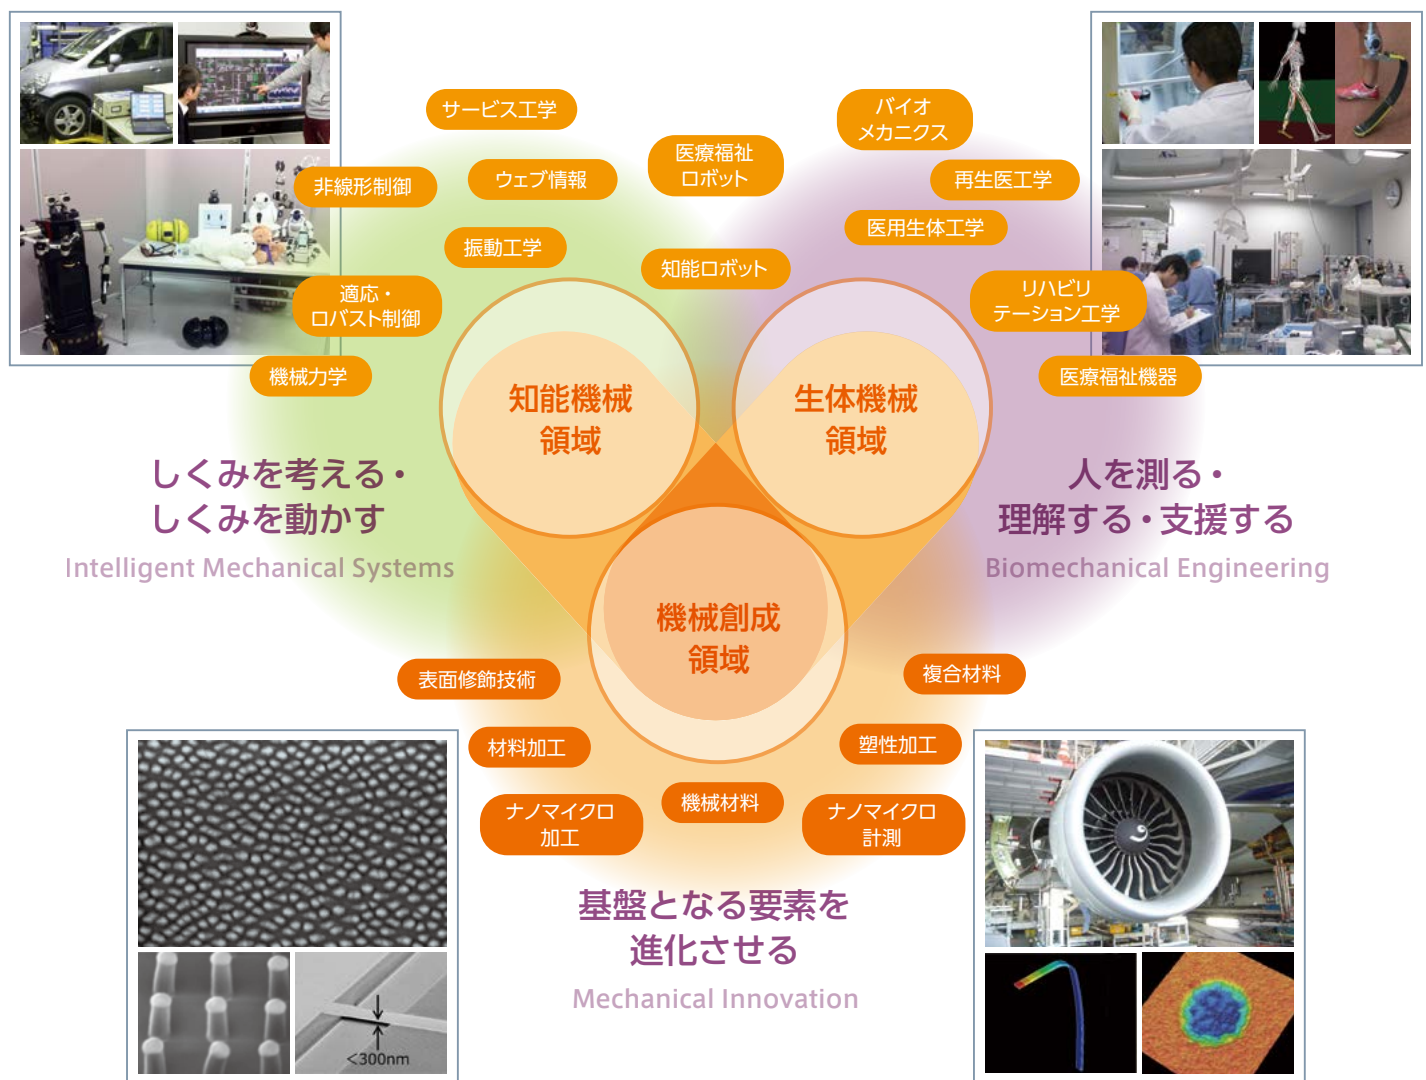 サービス工学
バイオ
メカニクス
医療福祉
ロボット
非線形制御
ウェブ情報
再生医工学
振動工学
医用生体工学
知能ロボット
適応・
ロバスト制御
リハビリ
テーション工学
機械力学
医療福祉機器
知能機械
領域
生体機械
領域
しくみを考える・
しくみを動かす
Intelligent Mechanical Systems
人を測る・
理解する・支援する
Biomechanical Engineering
機械創成
領域
表面修飾技術
複合材料
材料加工
塑性加工
ナノマイクロ
加工
機械材料
ナノマイクロ
計測
基盤となる要素を
進化させる
Mechanical Innovation
<300nm